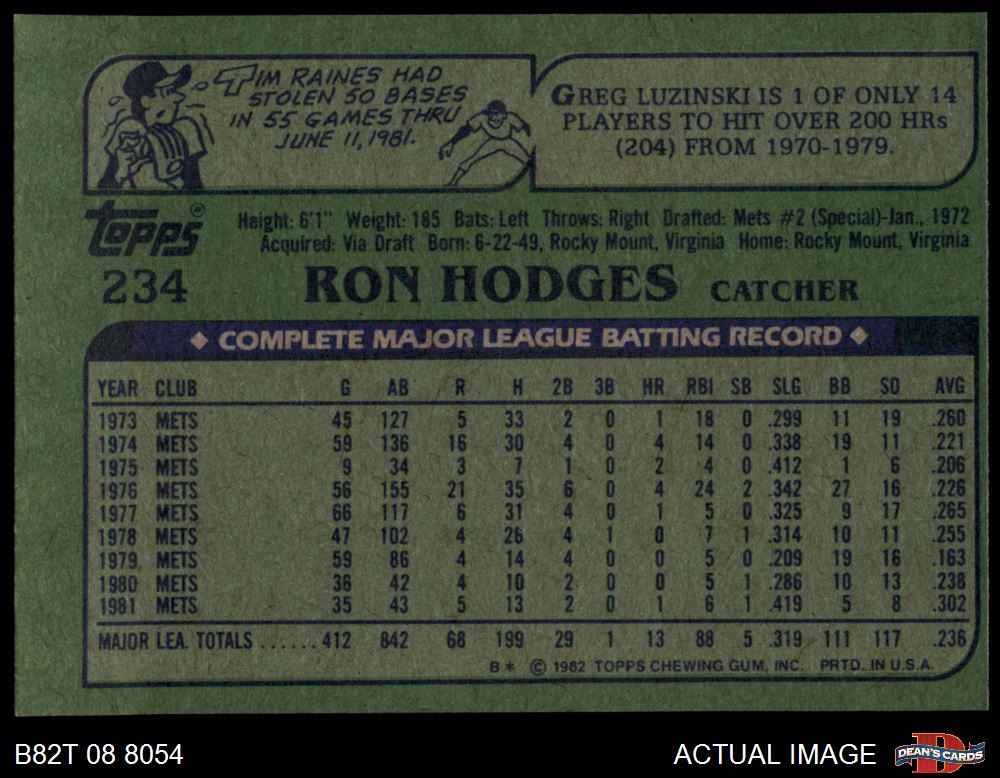 TIM RAINES HAD
STOLEN 50 BASES
IN 55 GAMES THRU
JUNE 11, 1981.
GREG LUZINSKI IS 1 OF ONLY 14
PLAYERS TO HIT OVER 200 HRs
(204) FROM 1970-1979.
topps®
Height: 6'1" Weight: 185 Bats: Left Throws: Right Drafted: Mets #2 (Special)-Jan., 1972
Acquired: Via Draft Born: 6-22-49, Rocky Mount, Virginia Home: Rocky Mount, Virginia
234 RON HODGES CATCHER
◆ COMPLETE MAJOR LEAGUE BATTING RECORD ◆
YEAR CLUB G AB R H 2B 3B HR RBI SB SLG BB SO AVG
1973 METS 45 127 5 33 2 0 1 18 0 .299 11 19 .260
1974 METS 59 136 16 30 4 0 4 14 0 .338 19 11 .221
1975 METS 9 34 3 7 1 0 2 4 0 .412 1 6 .206
1976 METS 56 155 21 35 6 0 4 24 2 .342 27 16 .226
1977 METS 66 117 6 31 4 0 1 5 0 .325 9 17 .265
1978 METS 47 102 4 26 4 1 0 7 1 .314 10 11 .255
1979 METS 59 86 4 14 4 0 0 5 0 .209 19 16 .163
1980 METS 36 42 4 10 2 0 0 5 1 .286 10 13 .238
1981 METS 35 43 5 13 2 0 1 6 1 .419 5 8 .302
MAJOR LEA. TOTALS ......412 842 68 199 29 1 13 88 5 .319 111 117 .236
B* © 1982 TOPPS CHEWING GUM, INC. PRTD. IN U.S.A.
B82T 08 8054
ACTUAL IMAGE
DEAN'S CARDS